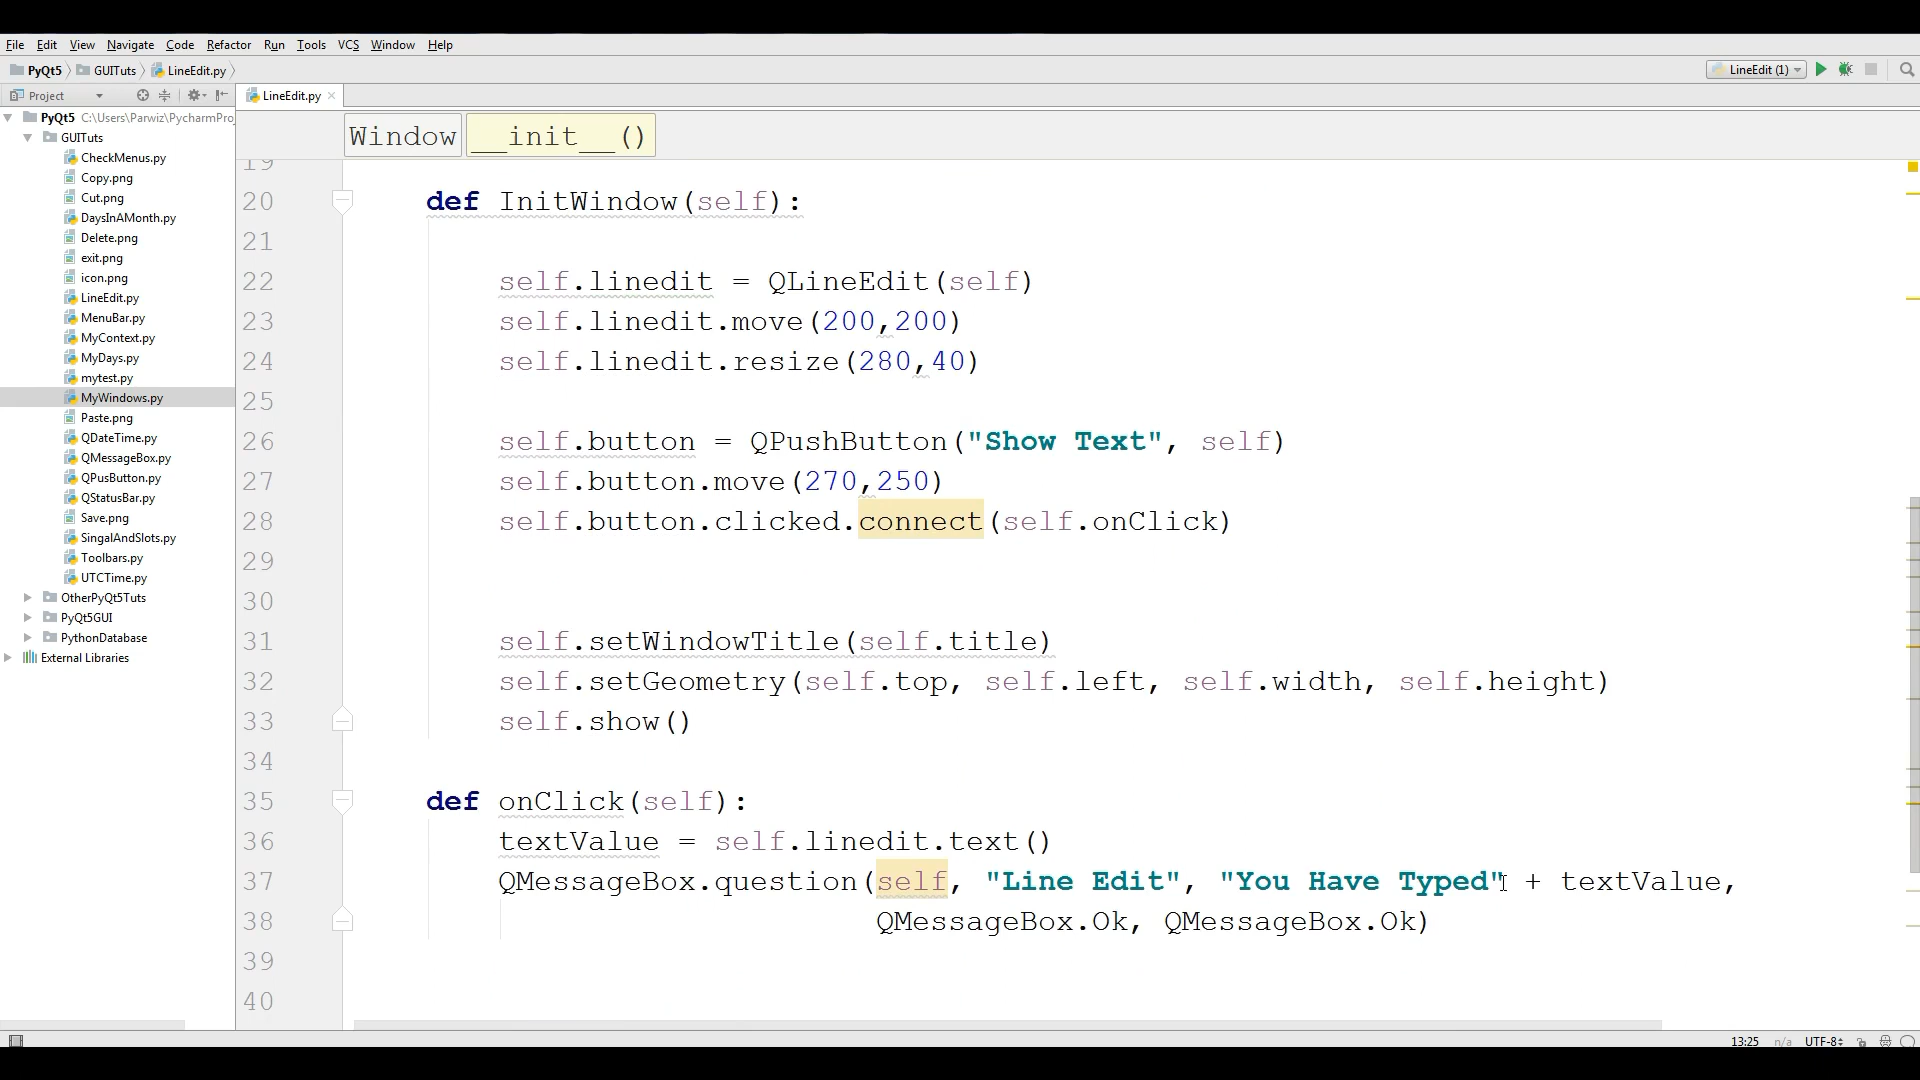 File Edit View Navigate Code Refactor Run Tools VCS Window Help
PyQt5 GUITuts LineEdit.py LineEdit (1)
Project LineEdit.py
PyQt5 C:\Users\Parwiz\PycharmProj
GUITuts
CheckMenus.py
Copy.png
Cut.png
DaysInAMonth.py
Delete.png
exit.png
icon.png
LineEdit.py
MenuBar.py
MyContext.py
MyDays.py
mytest.py
MyWindows.py
Paste.png
QDateTime.py
QMessageBox.py
QPusButton.py
QStatusBar.py
Save.png
SingalAndSlots.py
Toolbars.py
UTCTime.py
OtherPyQt5Tuts
PyQt5GUI
PythonDatabase
External Libraries
Window __init__()
19
20 def InitWindow(self):
21
22 self.linedit = QLineEdit(self)
23 self.linedit.move(200,200)
24 self.linedit.resize(280,40)
25
26 self.button = QPushButton("Show Text", self)
27 self.button.move(270,250)
28 self.button.clicked.connect(self.onClick)
29
30
31 self.setWindowTitle(self.title)
32 self.setGeometry(self.top, self.left, self.width, self.height)
33 self.show()
34
35 def onClick(self):
36 textValue = self.linedit.text()
37 QMessageBox.question(self, "Line Edit", "You Have Typed" + textValue,
38 QMessageBox.Ok, QMessageBox.Ok)
39
40
13:25 n/a UTF-8